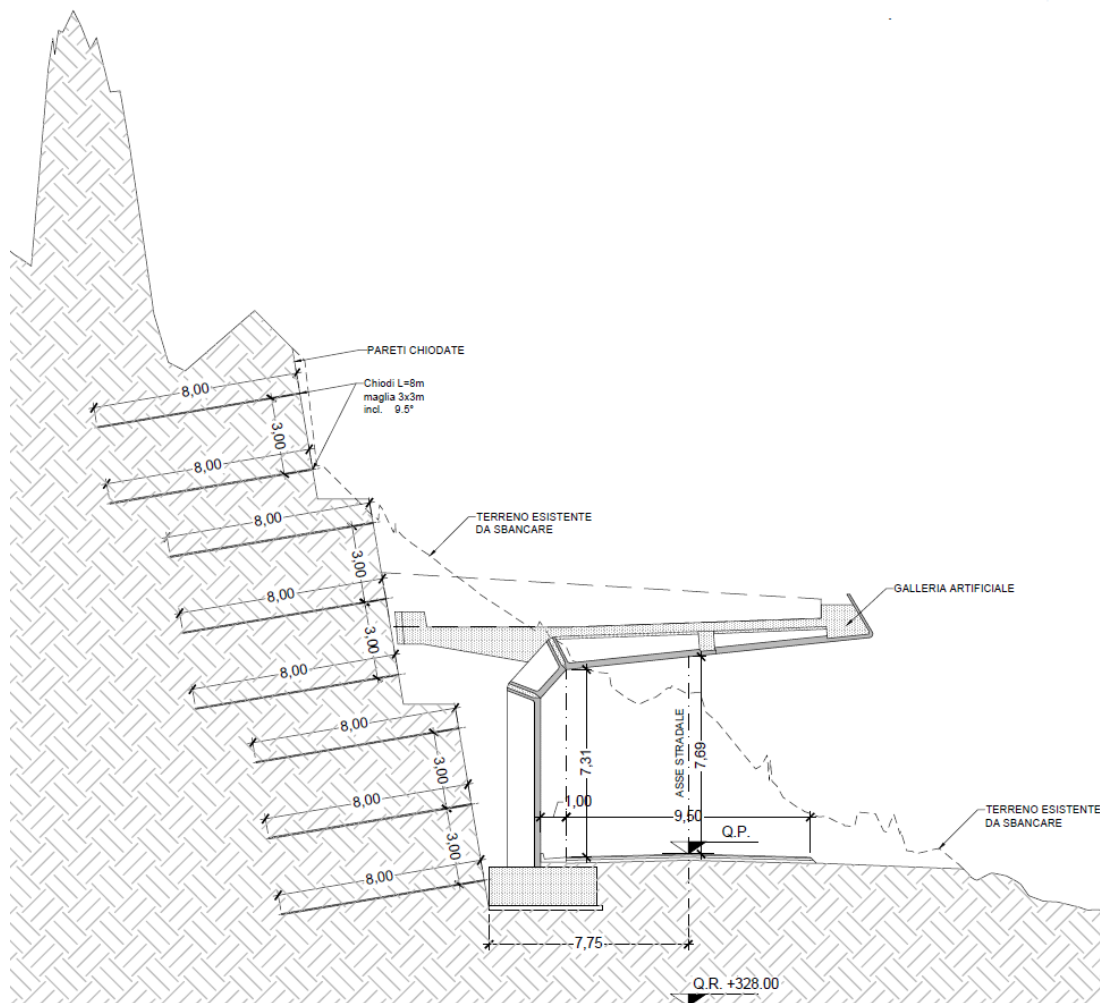 PARETI CHIODATE
8,00
Chiodi L=8m
maglia 3x3m
incl. 9.5°
3,00
8,00
8,00
TERRENO ESISTENTE
DA SBANCARE
3,00
8,00
GALLERIA ARTIFICIALE
3,00
8,00
8,00
ASSE STRADALE
7,31
7,69
3,00
8,00
1,00
9,50
TERRENO ESISTENTE
DA SBANCARE
Q.P.
3,00
8,00
7,75
Q.R. +328.00